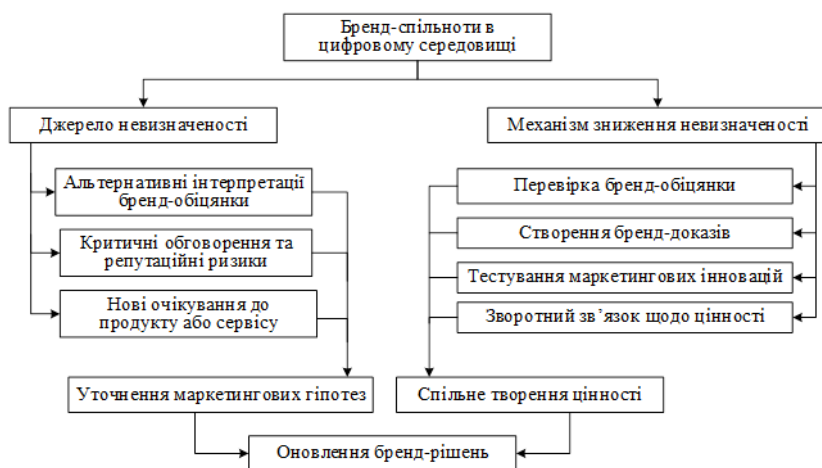 Бренд-спільноти в
цифровому середовищі
Джерело невизначеності
Механізм зниження невизначеності
Альтернативні інтерпретації
бренд-обіцянки
Критичні обговорення та
репутаційні ризики
Нові очікування до
продукту або сервісу
Перевірка бренд-обіцянки
Створення бренд-доказів
Тестування маркетингових інновацій
Зворотний зв’язок щодо цінності
Уточнення маркетингових гіпотез
Спільне творення цінності
Оновлення бренд-рішень